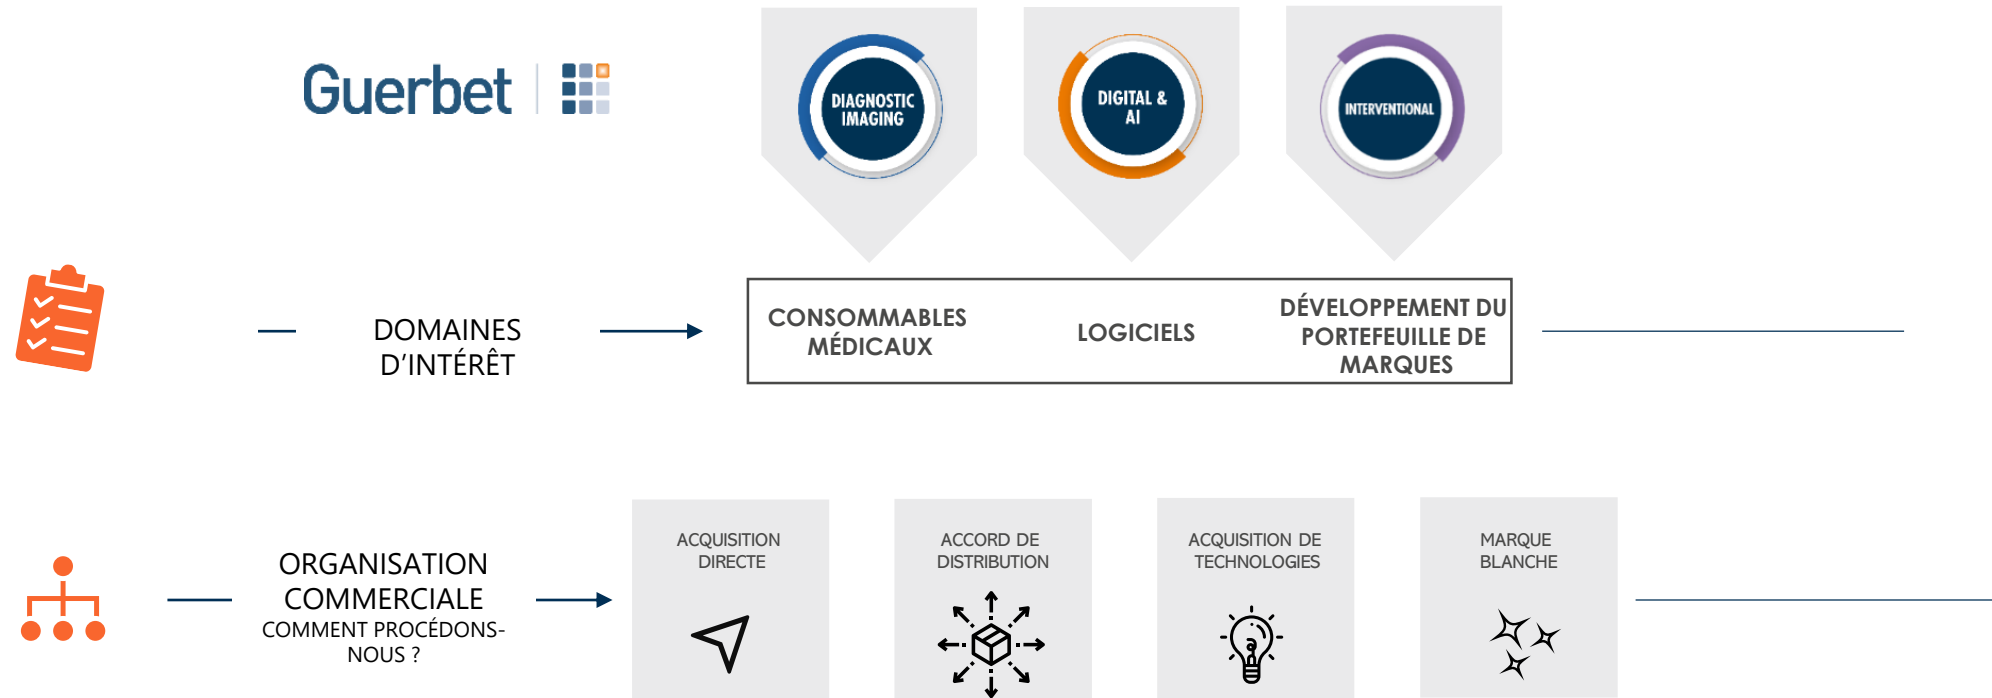 Guerbet
DIAGNOSTIC
IMAGING
DIGITAL &
AI
INTERVENTIONAL
DOMAINES
D'INTÉRÊT
CONSOMMABLES
MÉDICAUX
LOGICIELS
DÉVELOPPEMENT DU
PORTEFEUILLE DE
MARQUES
ORGANISATION
COMMERCIALE
COMMENT PROCÉDONS-
NOUS ?
ACQUISITION
DIRECTE
ACCORD DE
DISTRIBUTION
ACQUISITION DE
TECHNOLOGIES
MARQUE
BLANCHE